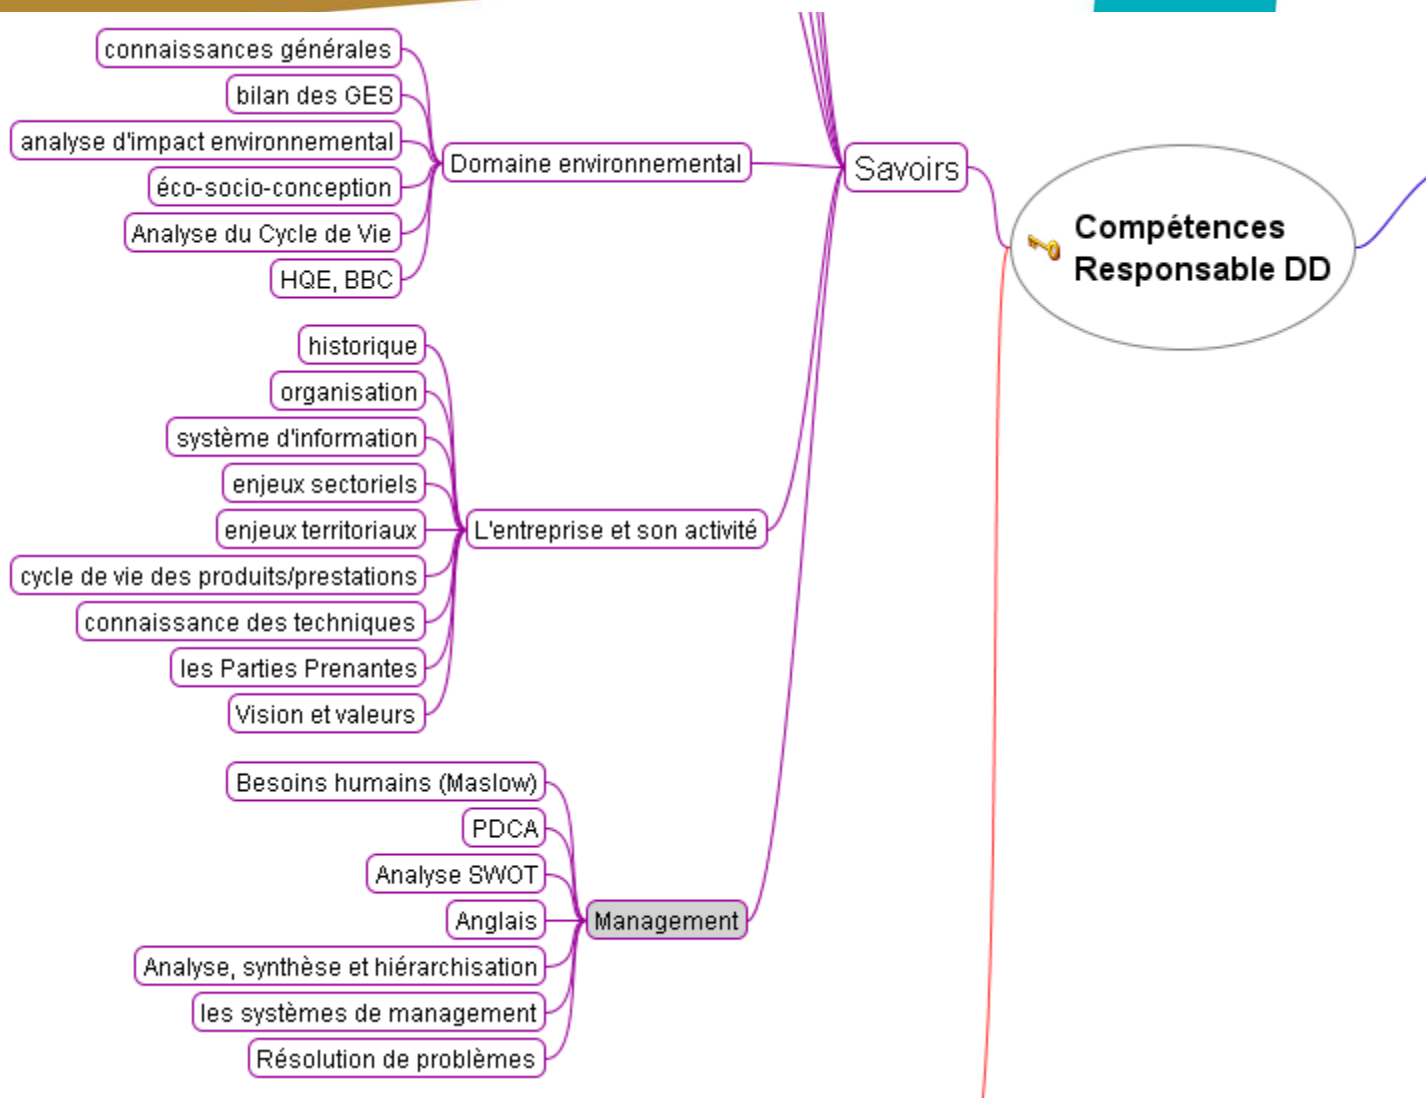 connaissances générales
bilan des GES
analyse d'impact environnemental
éco-socio-conception
Analyse du Cycle de Vie
HQE, BBC
Domaine environnemental
historique
organisation
système d'information
enjeux sectoriels
enjeux territoriaux
cycle de vie des produits/prestations
connaissance des techniques
les Parties Prenantes
Vision et valeurs
L'entreprise et son activité
Besoins humains (Maslow)
PDCA
Analyse SWOT
Anglais
Analyse, synthèse et hiérarchisation
les systèmes de management
Résolution de problèmes
Management
Savoirs
Compétences
Responsable DD